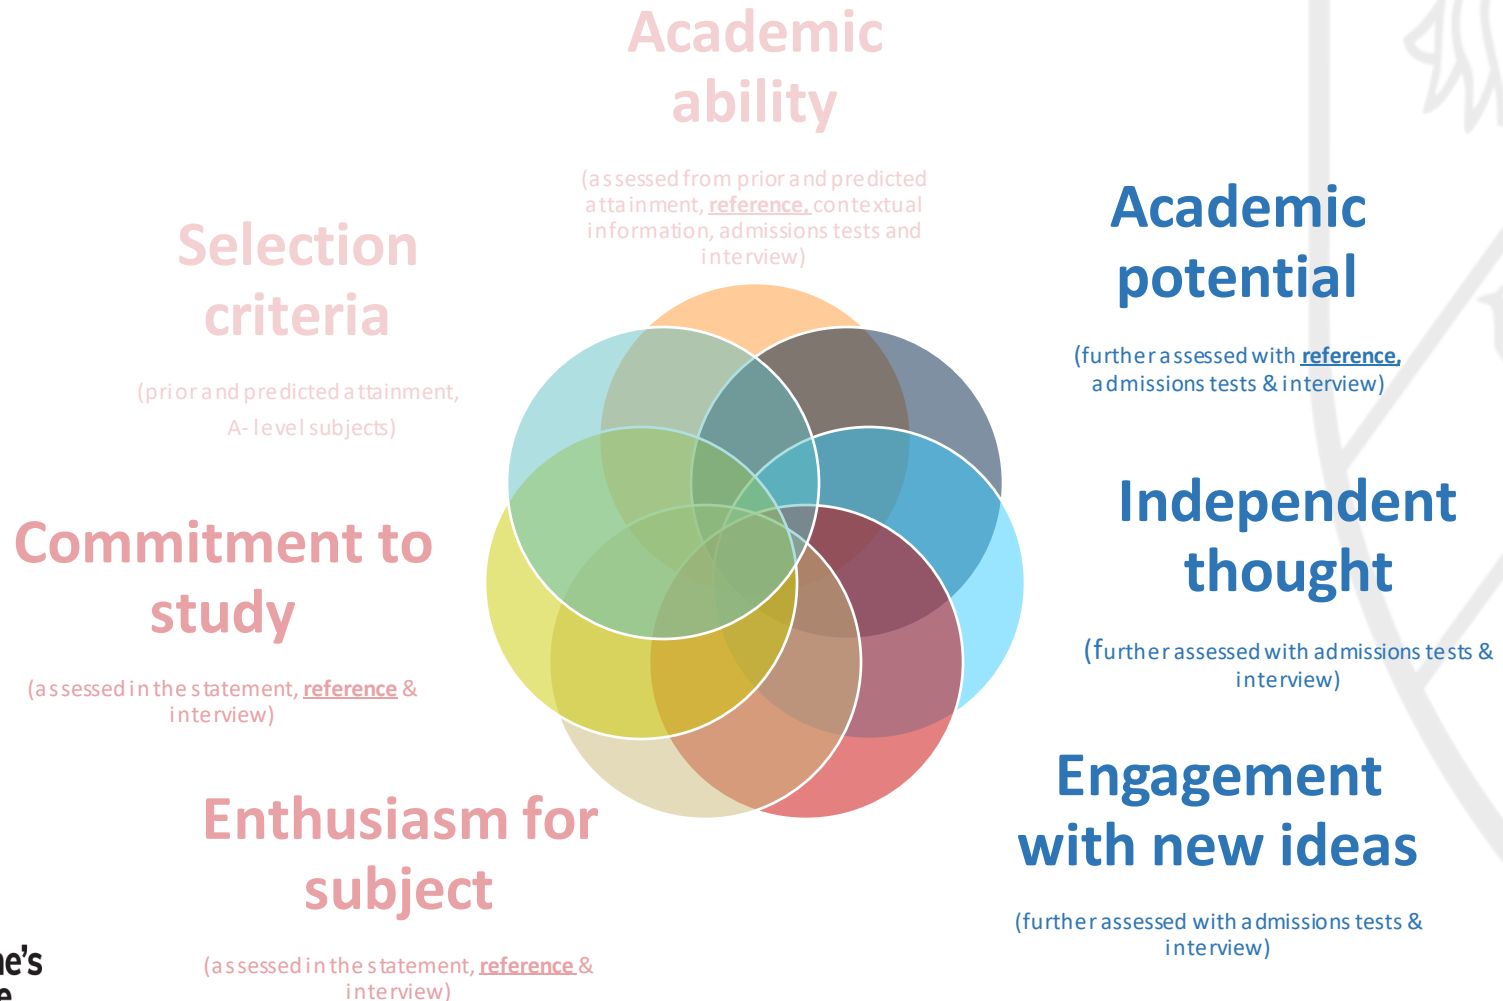 Academic
ability
(assessed from prior and predicted
attainment, reference, contextual
information, admissions tests and
interview)
Academic
potential
(further assessed with reference,
admissions tests & interview)
Independent
thought
(further assessed with admissions tests &
interview)
Engagement
with new ideas
(further assessed with admissions tests &
interview)
Enthusiasm for
subject
(assessed in the statement, reference &
interview)
Commitment to
study
(assessed in the statement, reference &
interview)
Selection
criteria
(prior and predicted attainment,
A- level subjects)